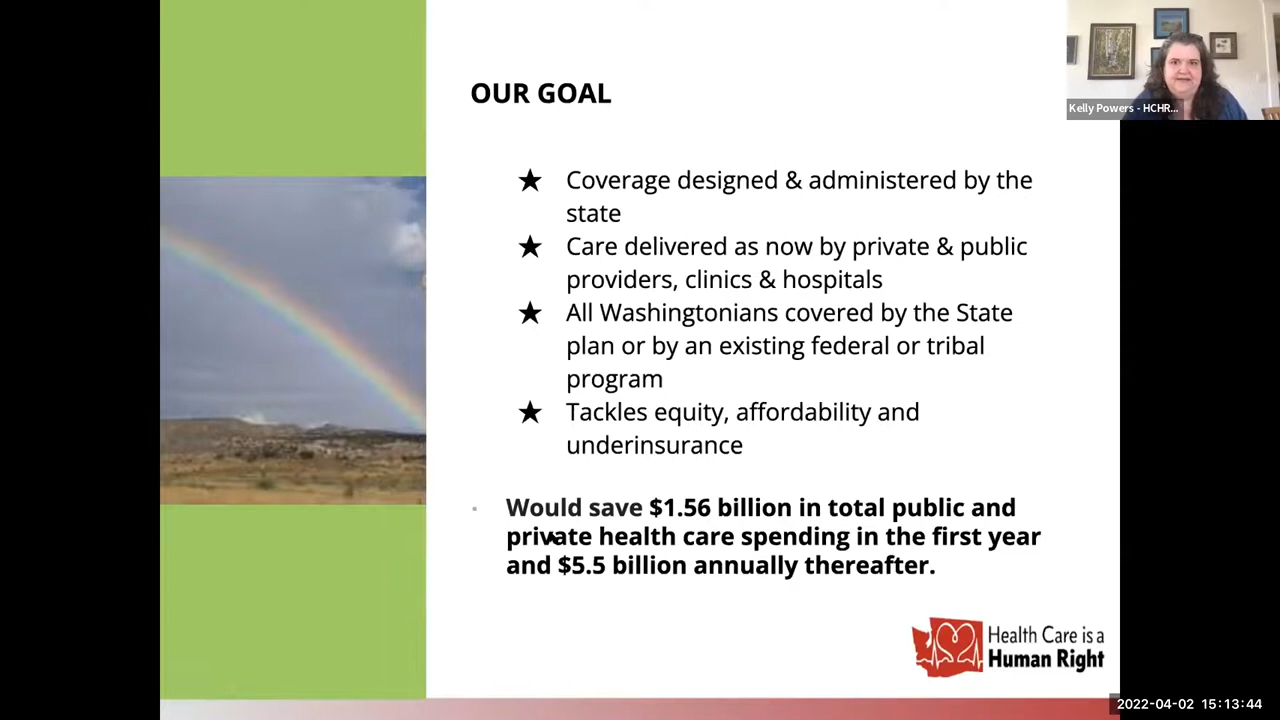 OUR GOAL
Kelly Powers - HCHR...
★ Coverage designed & administered by the
state
★ Care delivered as now by private & public
providers, clinics & hospitals
★ All Washingtonians covered by the State
plan or by an existing federal or tribal
program
★ Tackles equity, affordability and
underinsurance
Would save $1.56 billion in total public and
private health care spending in the first year
and $5.5 billion annually thereafter.
Health Care is a
Human Right
2022-04-02 15:13:44